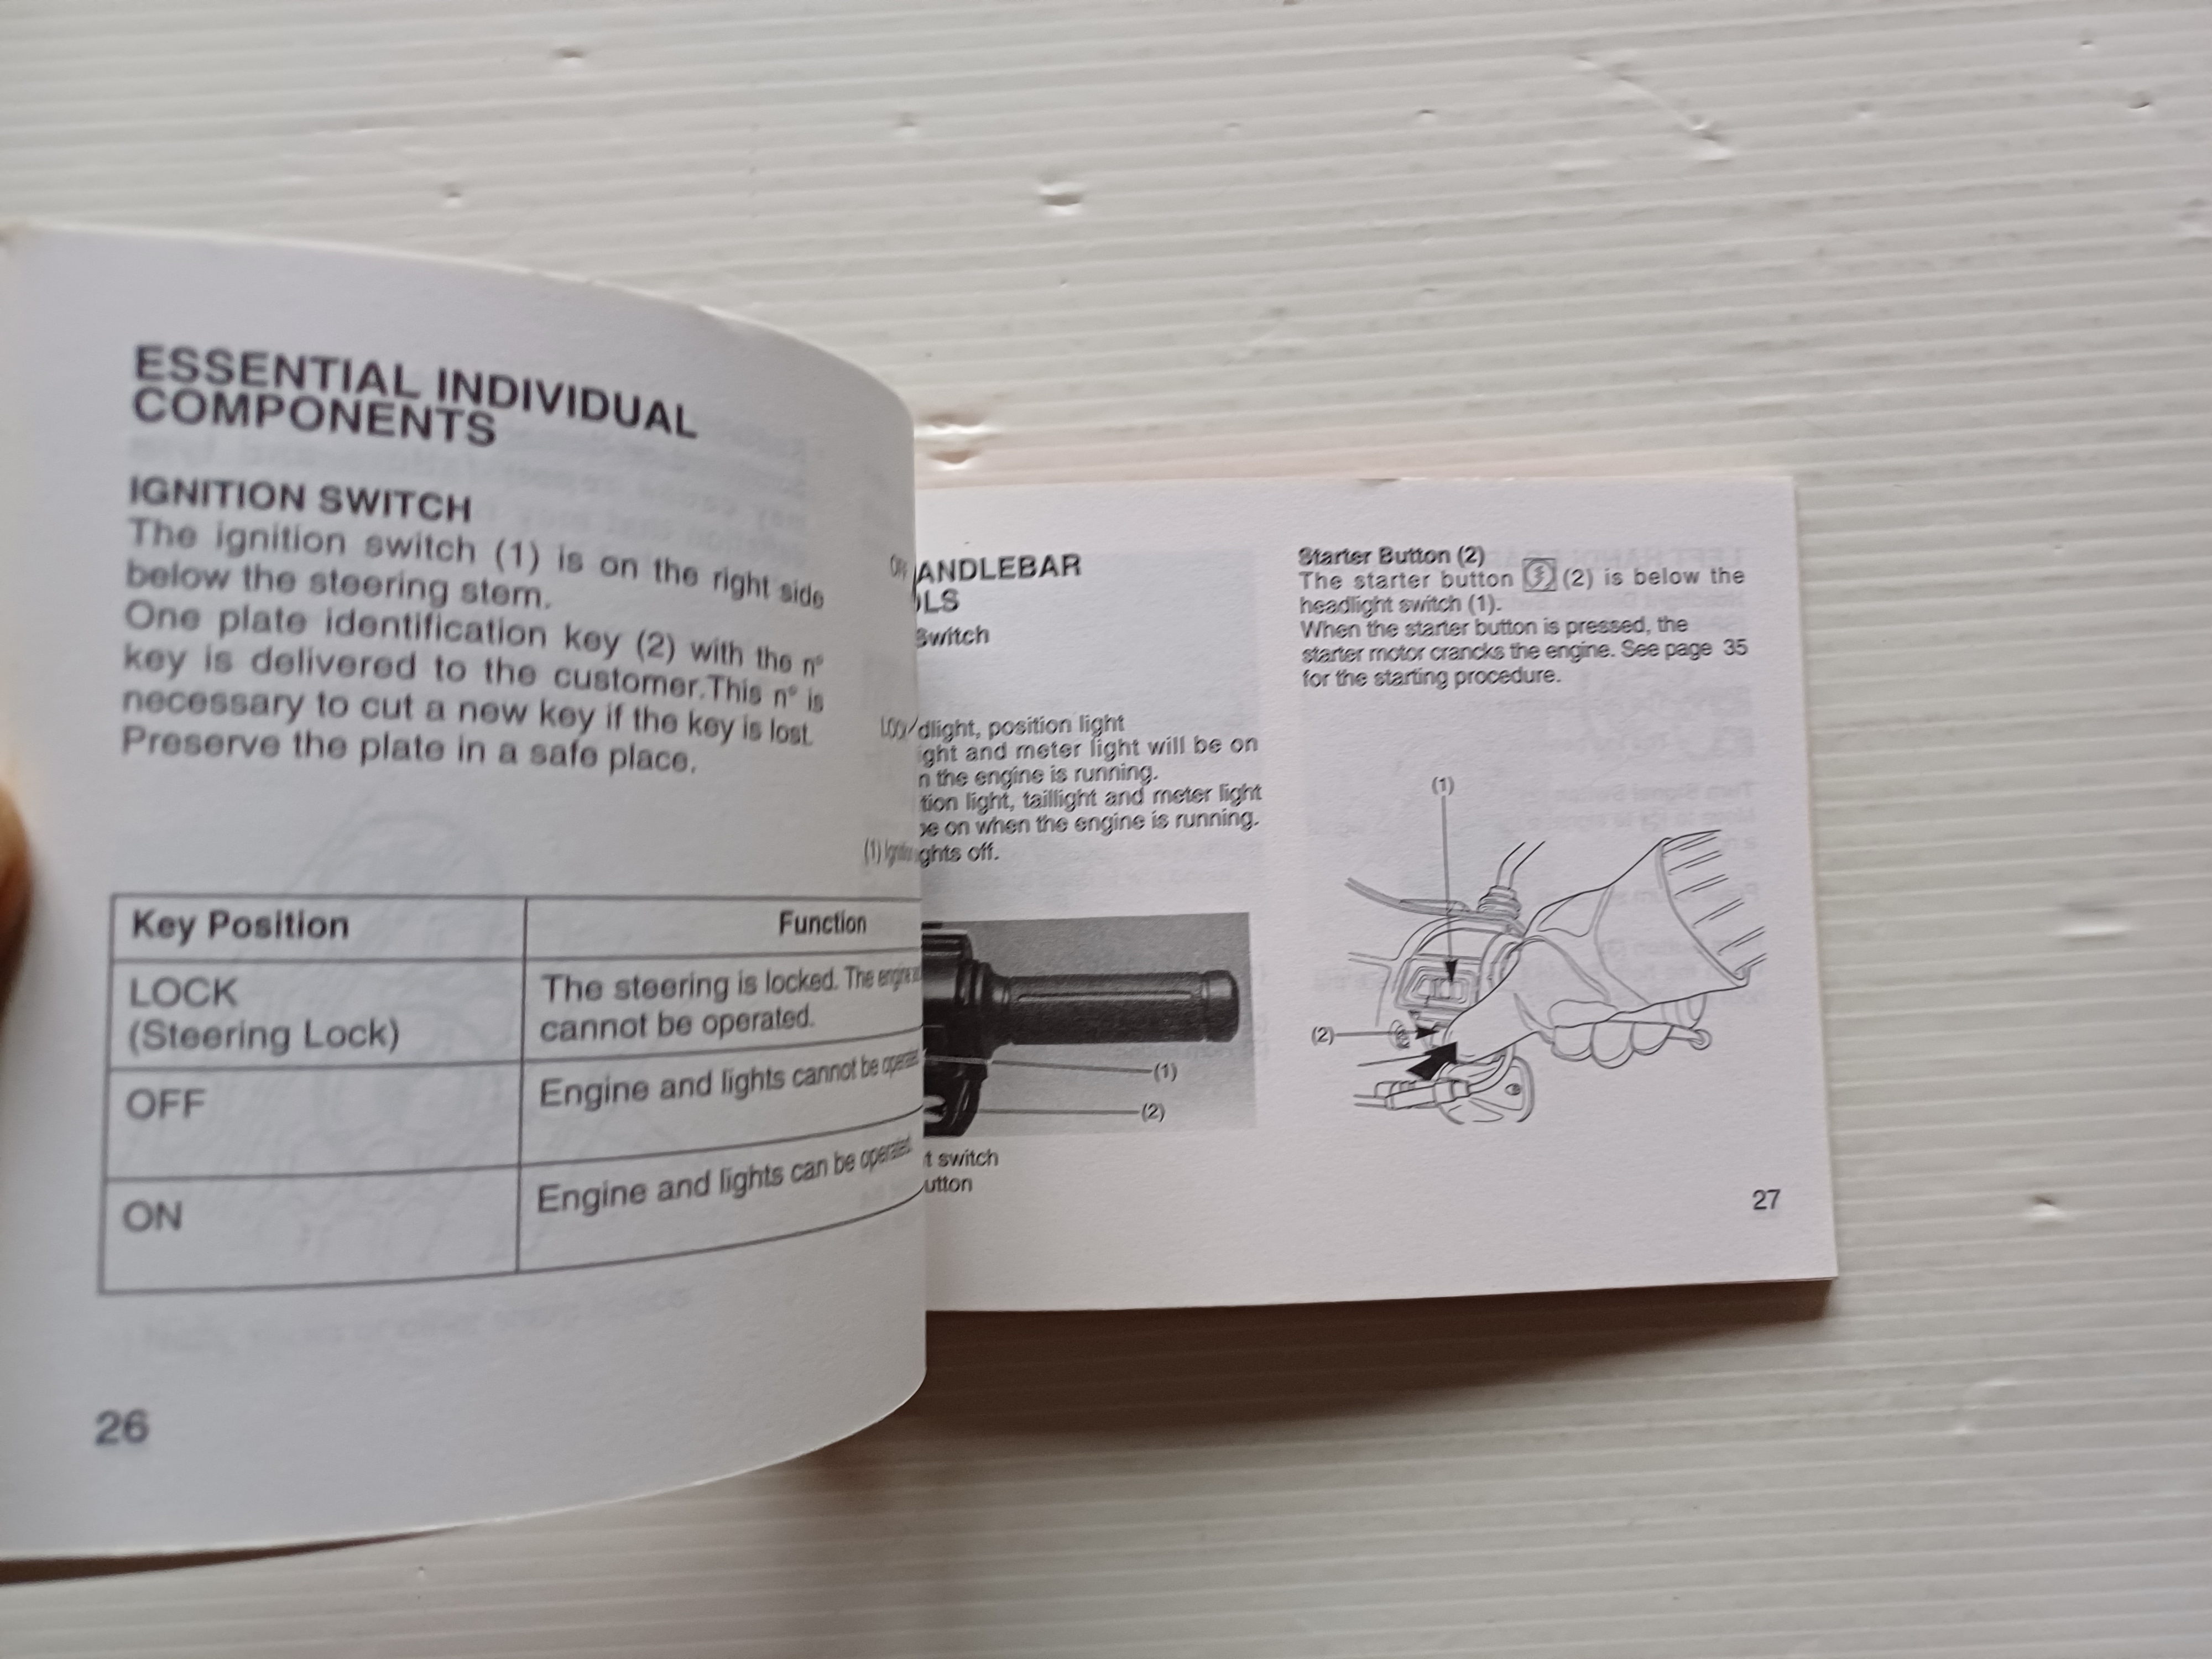 ESSENTIAL INDIVIDUAL
COMPONENTS
IGNITION SWITCH
The ignition switch (1) is on the right side
below the steering stem.
One plate identification key (2) with the n°
key is delivered to the customer.This n° is
necessary to cut a new key if the key is lost.
Preserve the plate in a safe place.
(1)
Key Position Function
LOCK The steering is locked. The engine
(Steering Lock) cannot be operated.
OFF Engine and lights cannot be operated
ON Engine and lights can be operated.
26
ANDLEBAR
LS
Switch
dlight, position light
ight and meter light will be on
n the engine is running.
tion light, taillight and meter light
be on when the engine is running.
ghts off.
(1)
(2)
t switch
utton
Starter Button (2)
The starter button (2) is below the
headlight switch (1).
When the starter button is pressed, the
starter motor crancks the engine. See page 35
for the starting procedure.
(1)
(2)
27